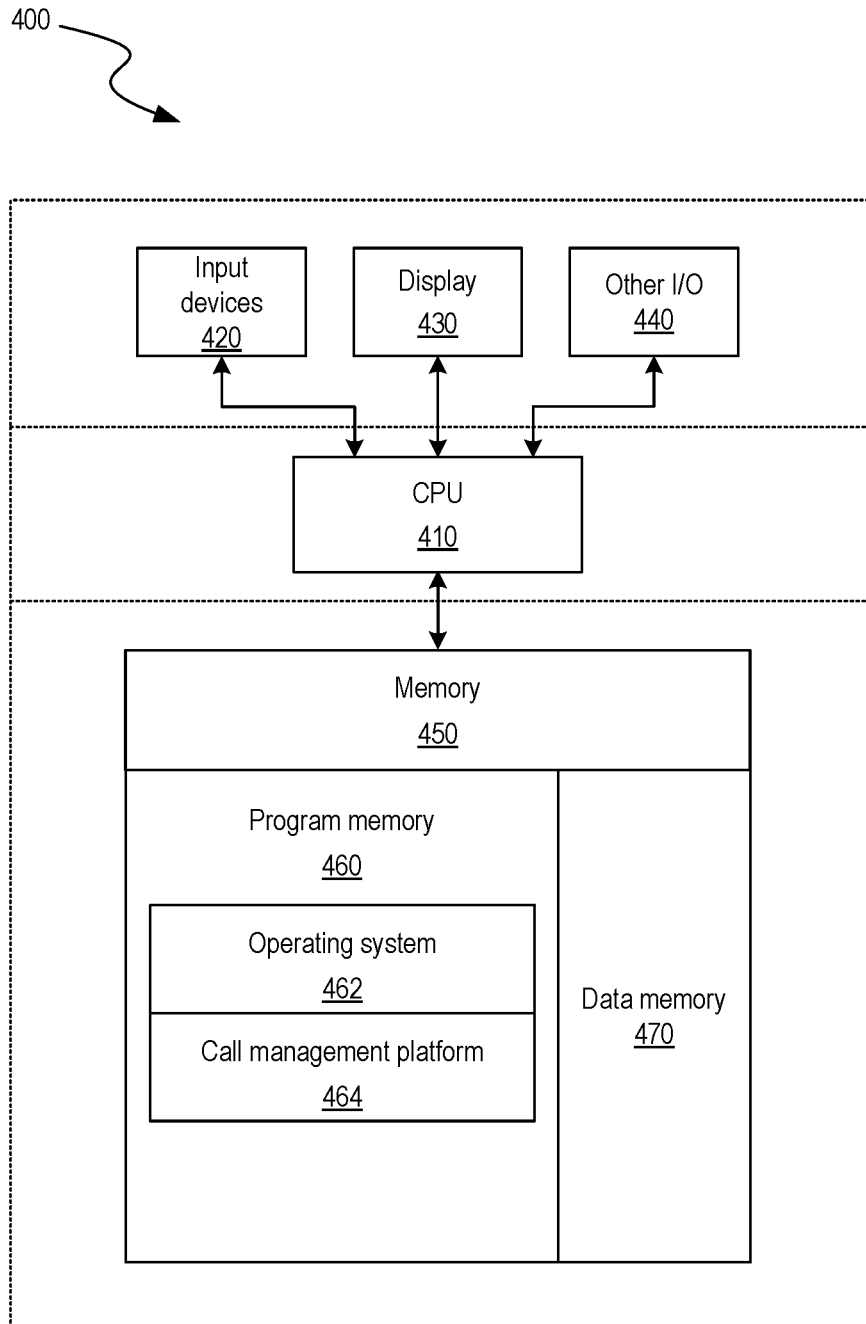 400
Input
devices
420
Display
430
Other I/O
440
CPU
410
Memory
450
Program memory
460
Operating system
462
Call management platform
464
Data memory
470